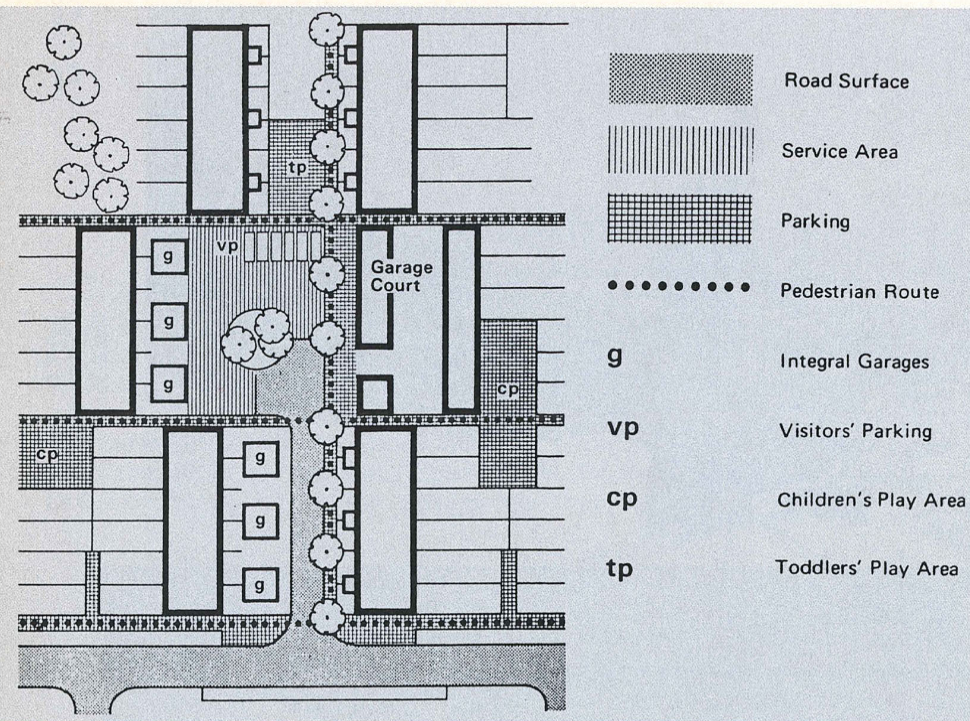 tp
vp
Garage
Court
g
g
g
cp
cp
g
g
g
Road Surface
Service Area
Parking
Pedestrian Route
g Integral Garages
vp Visitors' Parking
cp Children's Play Area
tp Toddlers' Play Area